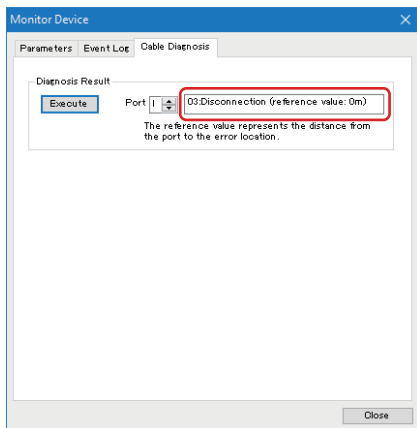 Monitor Device
Parameters Event Log Cable Diagnosis
Diagnosis Result
Execute Port 1 03:Disconnection (reference value: 0m)
The reference value represents the distance from
the port to the error location.
Close